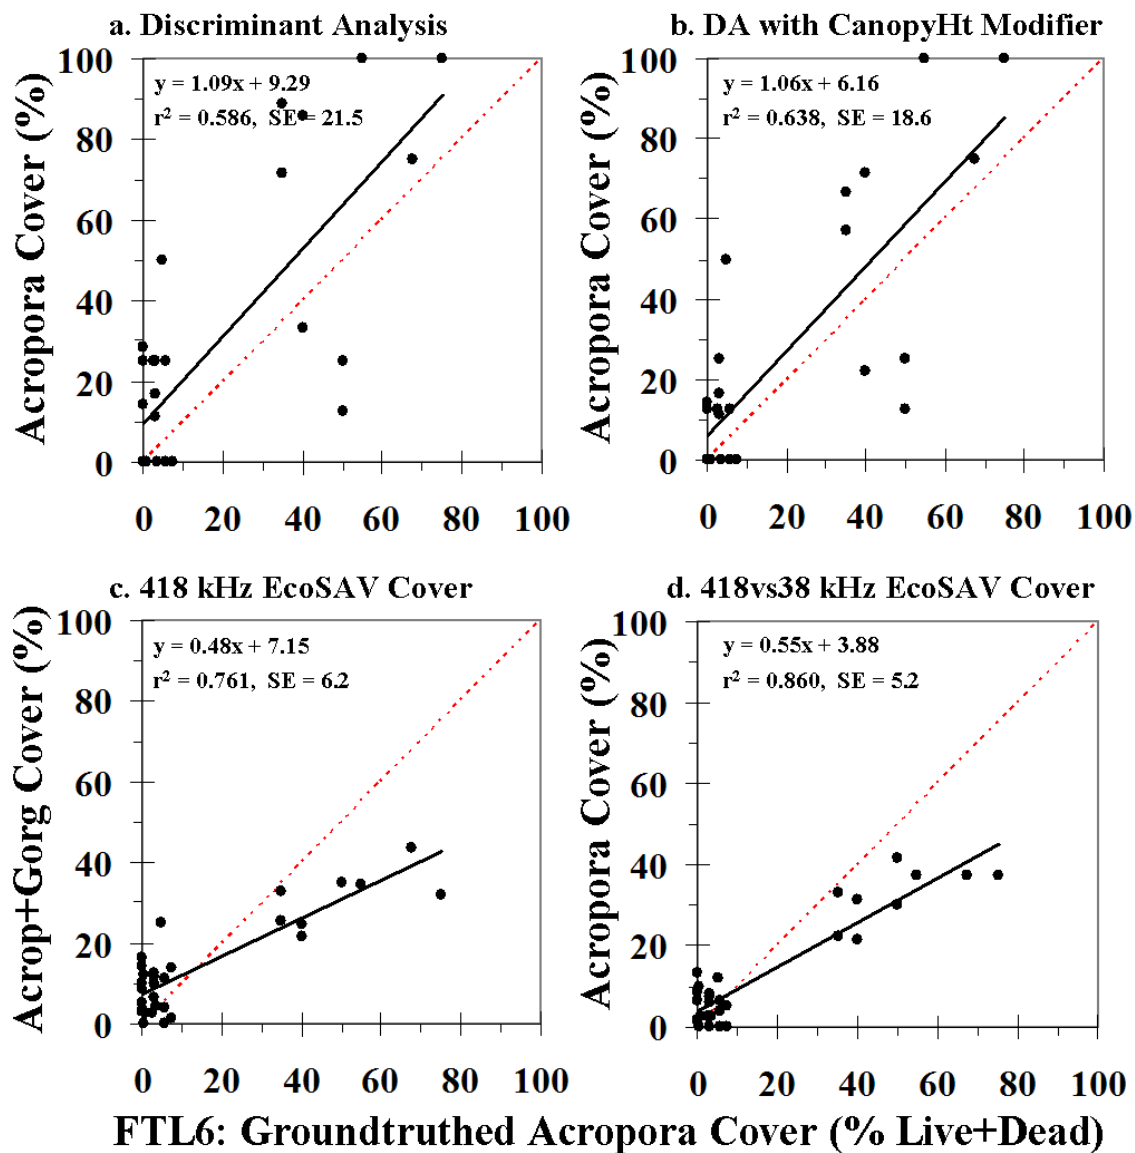 a. Discriminant Analysis
y = 1.09x + 9.29
r² = 0.586, SE = 21.5
Acropora Cover (%)
100
80
60
40
20
0
0 20 40 60 80 100
b. DA with CanopyHt Modifier
y = 1.06x + 6.16
r² = 0.638, SE = 18.6
Acropora Cover (%)
100
80
60
40
20
0
0 20 40 60 80 100
c. 418 kHz EcoSAV Cover
y = 0.48x + 7.15
r² = 0.761, SE = 6.2
Acrop+Gorg Cover (%)
100
80
60
40
20
0
0 20 40 60 80 100
d. 418vs38 kHz EcoSAV Cover
y = 0.55x + 3.88
r² = 0.860, SE = 5.2
Acropora Cover (%)
100
80
60
40
20
0
0 20 40 60 80 100
FTL6: Groundtruthed Acropora Cover (% Live+Dead)